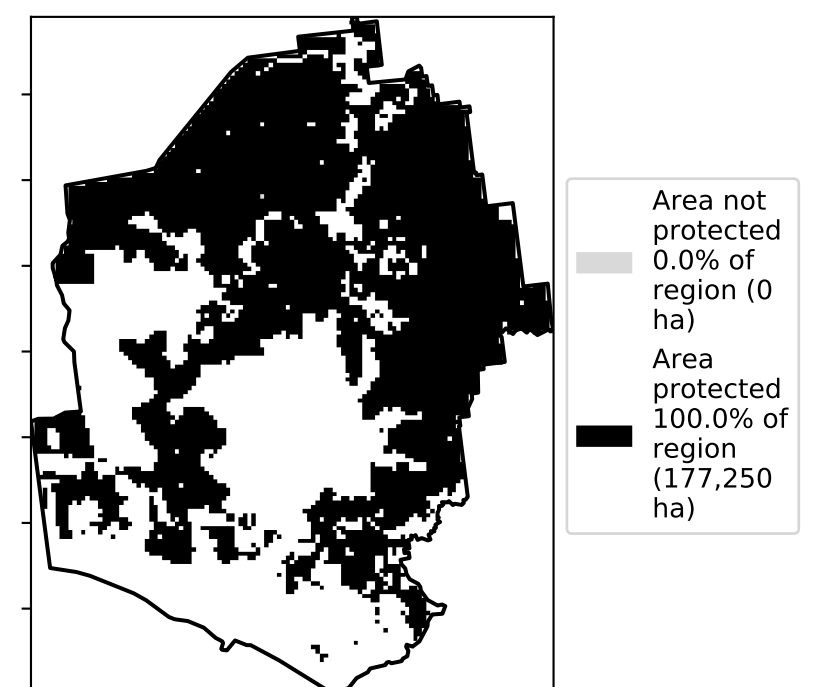 Area not
protected
0.0% of
region (0
ha)
Area
protected
100.0% of
region
(177,250
ha)